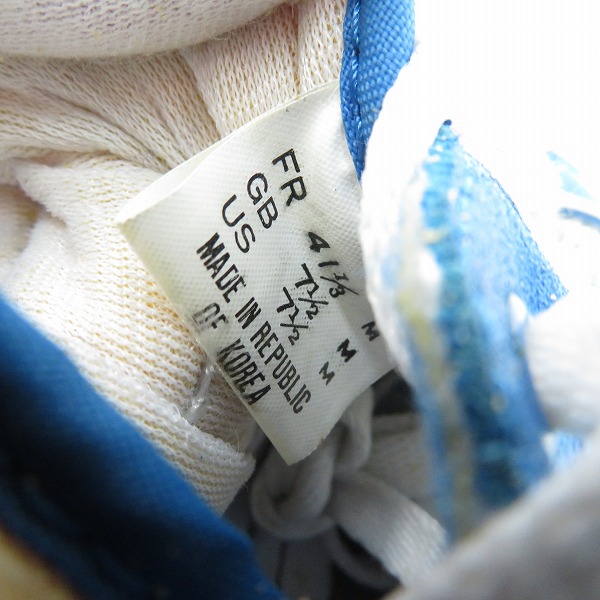 FR 41 1/3 M
GB 7 1/2 M
US 7 1/2 M
MADE IN REPUBLIC
OF KOREA